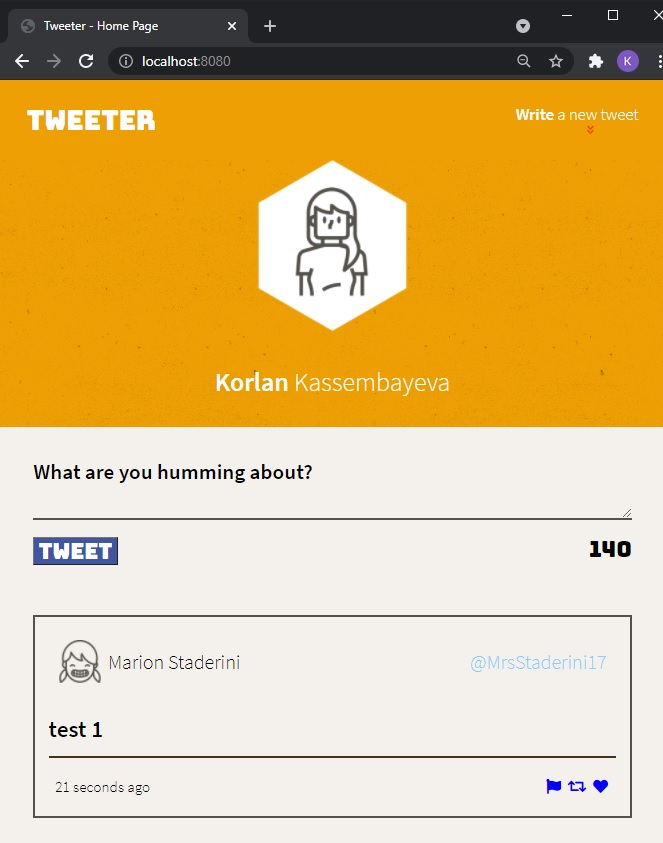 Tweeter - Home Page
localhost:8080
K
TWEETER
Write a new tweet
Korlan Kassembayeva
What are you humming about?
TWEET
140
Marion Staderini
@MrsStaderini17
test 1
21 seconds ago